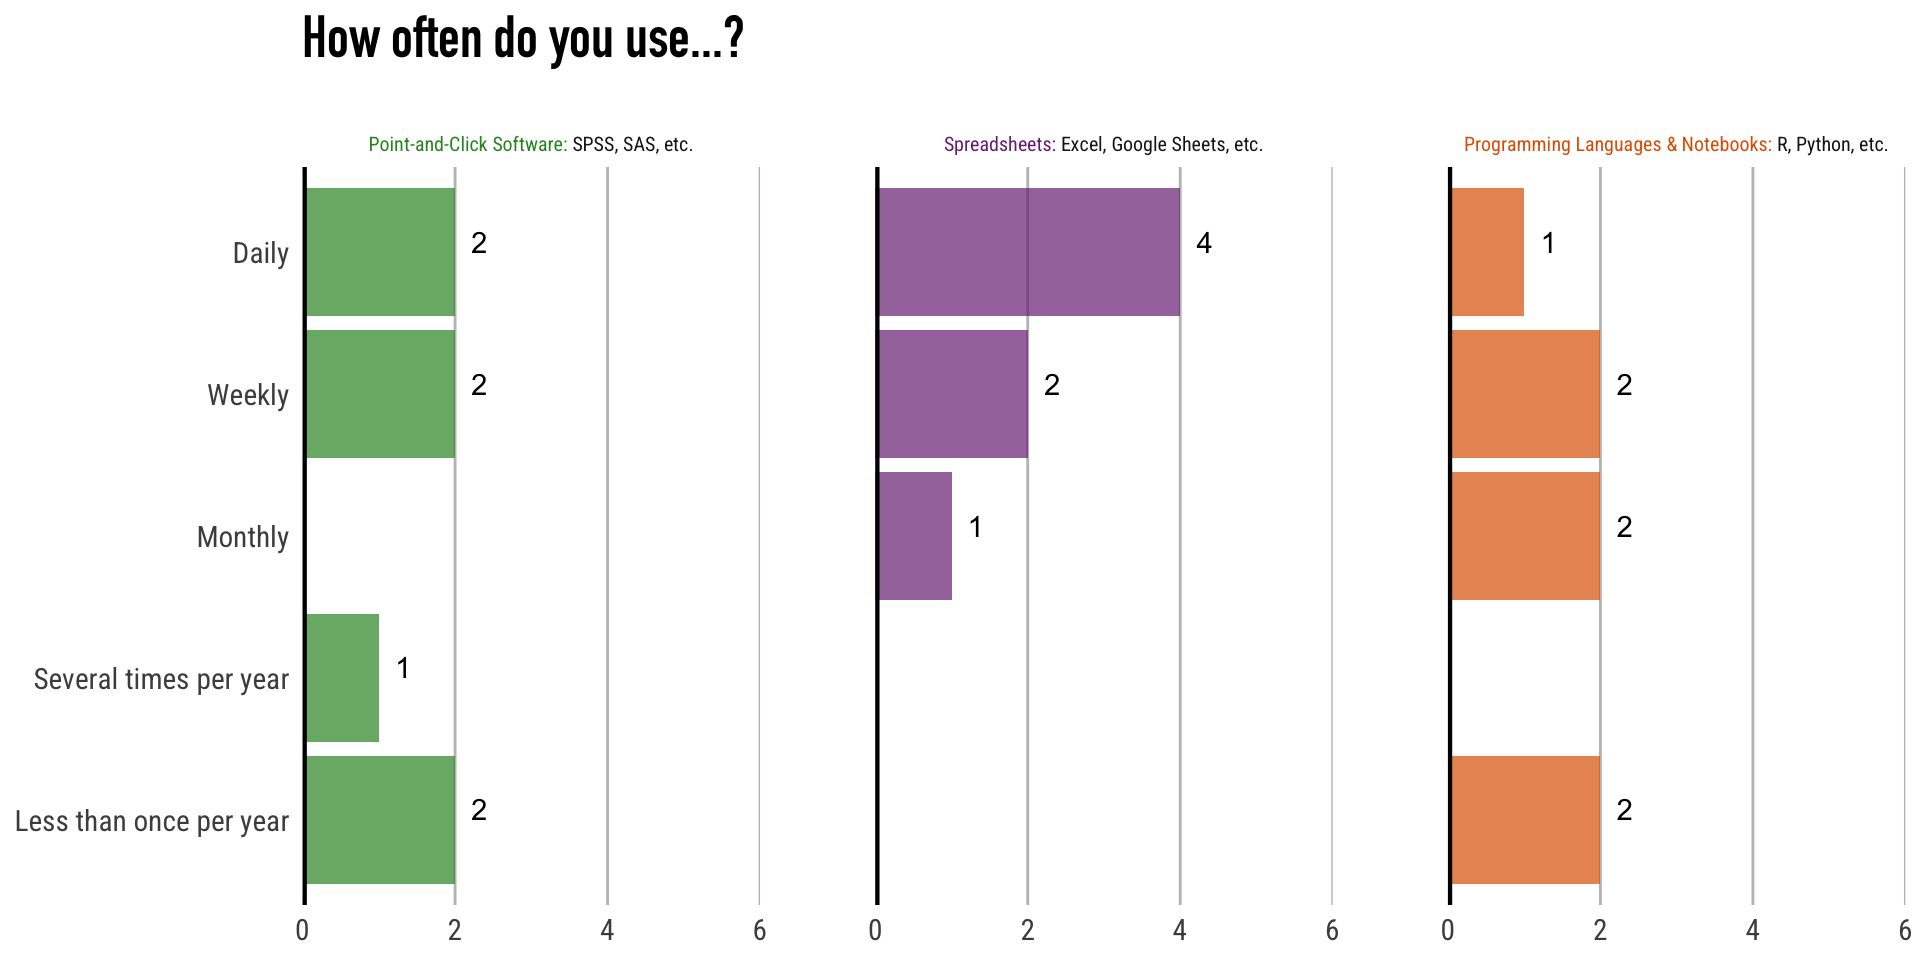 How often do you use...?
Point-and-Click Software: SPSS, SAS, etc.
Spreadsheets: Excel, Google Sheets, etc.
Programming Languages & Notebooks: R, Python, etc.
Daily
2
4
1
Weekly
2
2
2
Monthly
1
2
Several times per year
1
Less than once per year
2
2
0 2 4 6
0 2 4 6
0 2 4 6